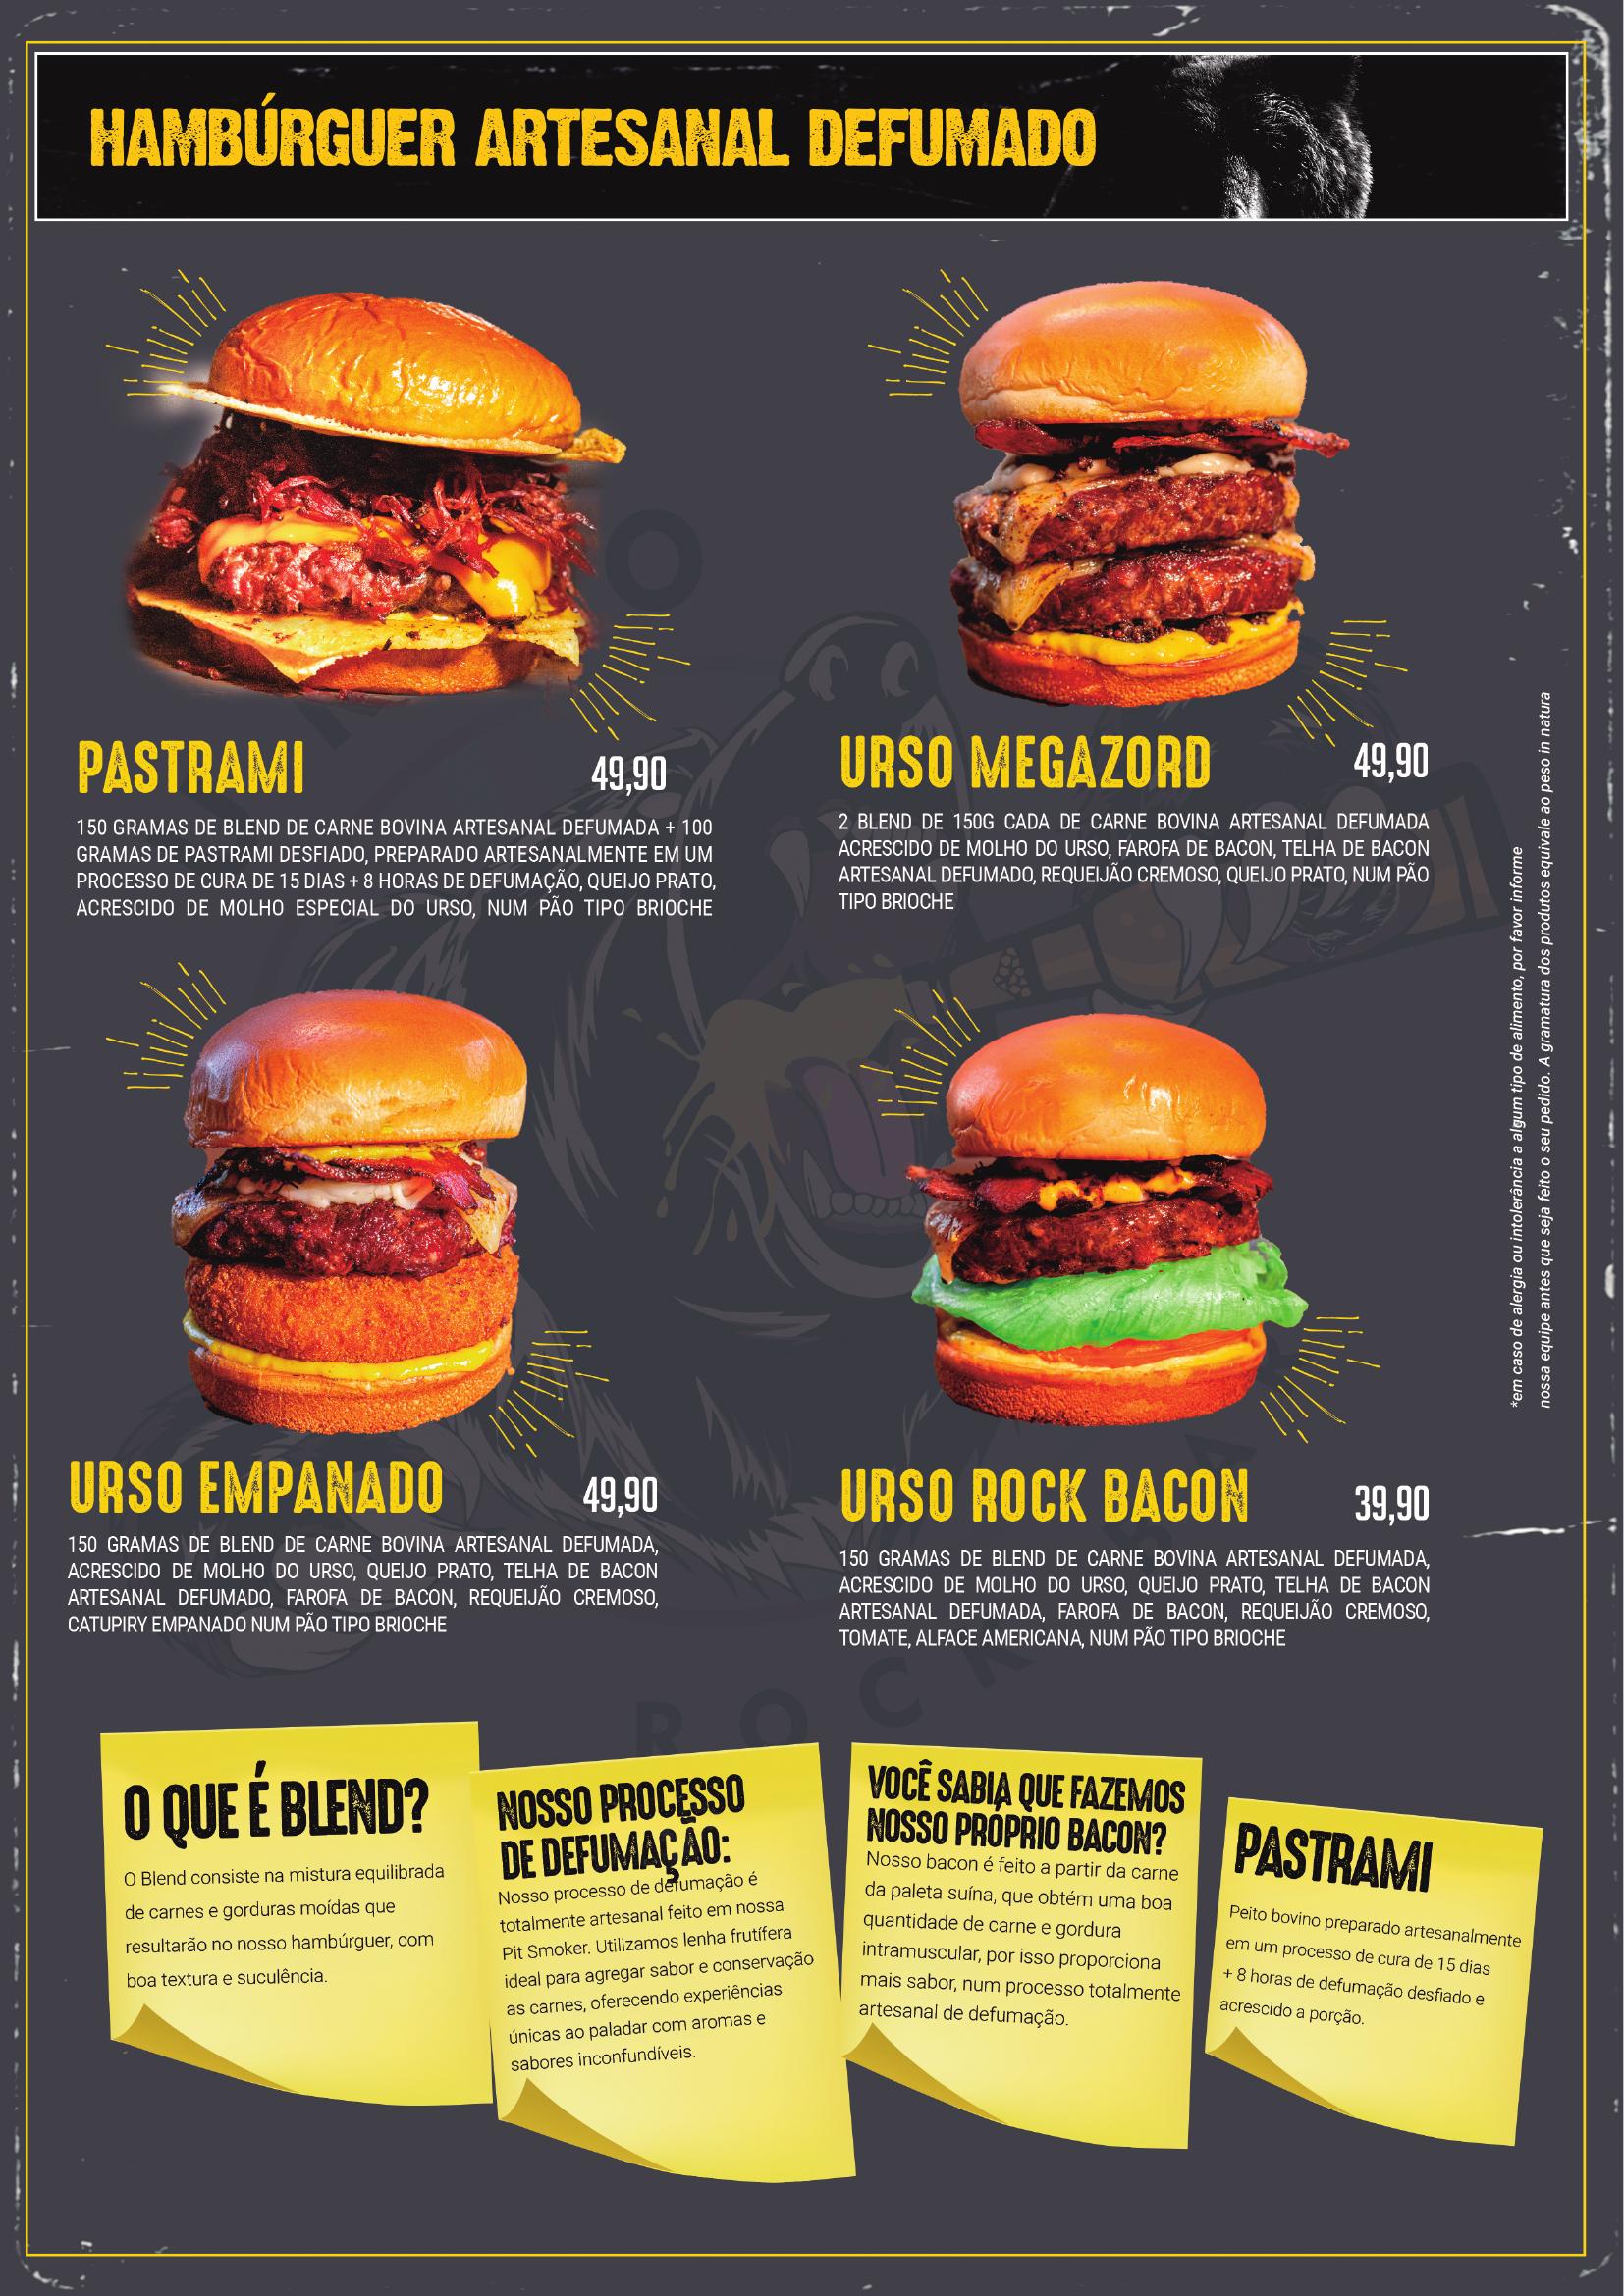 HAMBÚRGUER ARTESANAL DEFUMADO
PASTRAMI
49,90
150 GRAMAS DE BLEND DE CARNE BOVINA ARTESANAL DEFUMADA + 100
GRAMAS DE PASTRAMI DESFIADO, PREPARADO ARTESANALMENTE EM UM
PROCESSO DE CURA DE 15 DIAS + 8 HORAS DE DEFUMAÇÃO, QUEIJO PRATO,
ACRESCIDO DE MOLHO ESPECIAL DO URSO, NUM PÃO TIPO BRIOCHE
URSO MEGAZORD
49,90
2 BLEND DE 150G CADA DE CARNE BOVINA ARTESANAL DEFUMADA
ACRESCIDO DE MOLHO DO URSO, FAROFA DE BACON, TELHA DE BACON
ARTESANAL DEFUMADO, REQUEIJÃO CREMOSO, QUEIJO PRATO, NUM PÃO
TIPO BRIOCHE
URSO EMPANADO
49,90
150 GRAMAS DE BLEND DE CARNE BOVINA ARTESANAL DEFUMADA,
ACRESCIDO DE MOLHO DO URSO, QUEIJO PRATO, TELHA DE BACON
ARTESANAL DEFUMADO, FAROFA DE BACON, REQUEIJÃO CREMOSO,
CATUPIRY EMPANADO NUM PÃO TIPO BRIOCHE
URSO ROCK BACON
39,90
150 GRAMAS DE BLEND DE CARNE BOVINA ARTESANAL DEFUMADA,
ACRESCIDO DE MOLHO DO URSO, QUEIJO PRATO, TELHA DE BACON
ARTESANAL DEFUMADA, FAROFA DE BACON, REQUEIJÃO CREMOSO,
TOMATE, ALFACE AMERICANA, NUM PÃO TIPO BRIOCHE
*em caso de alergia ou intolerância a algum tipo de alimento, por favor informe
nossa equipe antes que seja feito o seu pedido. A gramatura dos produtos equivale ao peso in natura
O QUE É BLEND?
O Blend consiste na mistura equilibrada
de carnes e gorduras moídas que
resultarão no nosso hambúrguer, com
boa textura e suculência.
NOSSO PROCESSO
DE DEFUMAÇÃO:
Nosso processo de defumação é
totalmente artesanal feito em nossa
Pit Smoker. Utilizamos lenha frutífera
ideal para agregar sabor e conservação
as carnes, oferecendo experiências
únicas ao paladar com aromas e
sabores inconfundíveis.
VOCÊ SABIA QUE FAZEMOS
NOSSO PRÓPRIO BACON?
Nosso bacon é feito a partir da carne
da paleta suína, que obtém uma boa
quantidade de carne e gordura
intramuscular, por isso proporciona
mais sabor, num processo totalmente
artesanal de defumação.
PASTRAMI
Peito bovino preparado artesanalmente
em um processo de cura de 15 dias
+ 8 horas de defumação desfiado e
acrescido a porção.
ROCK